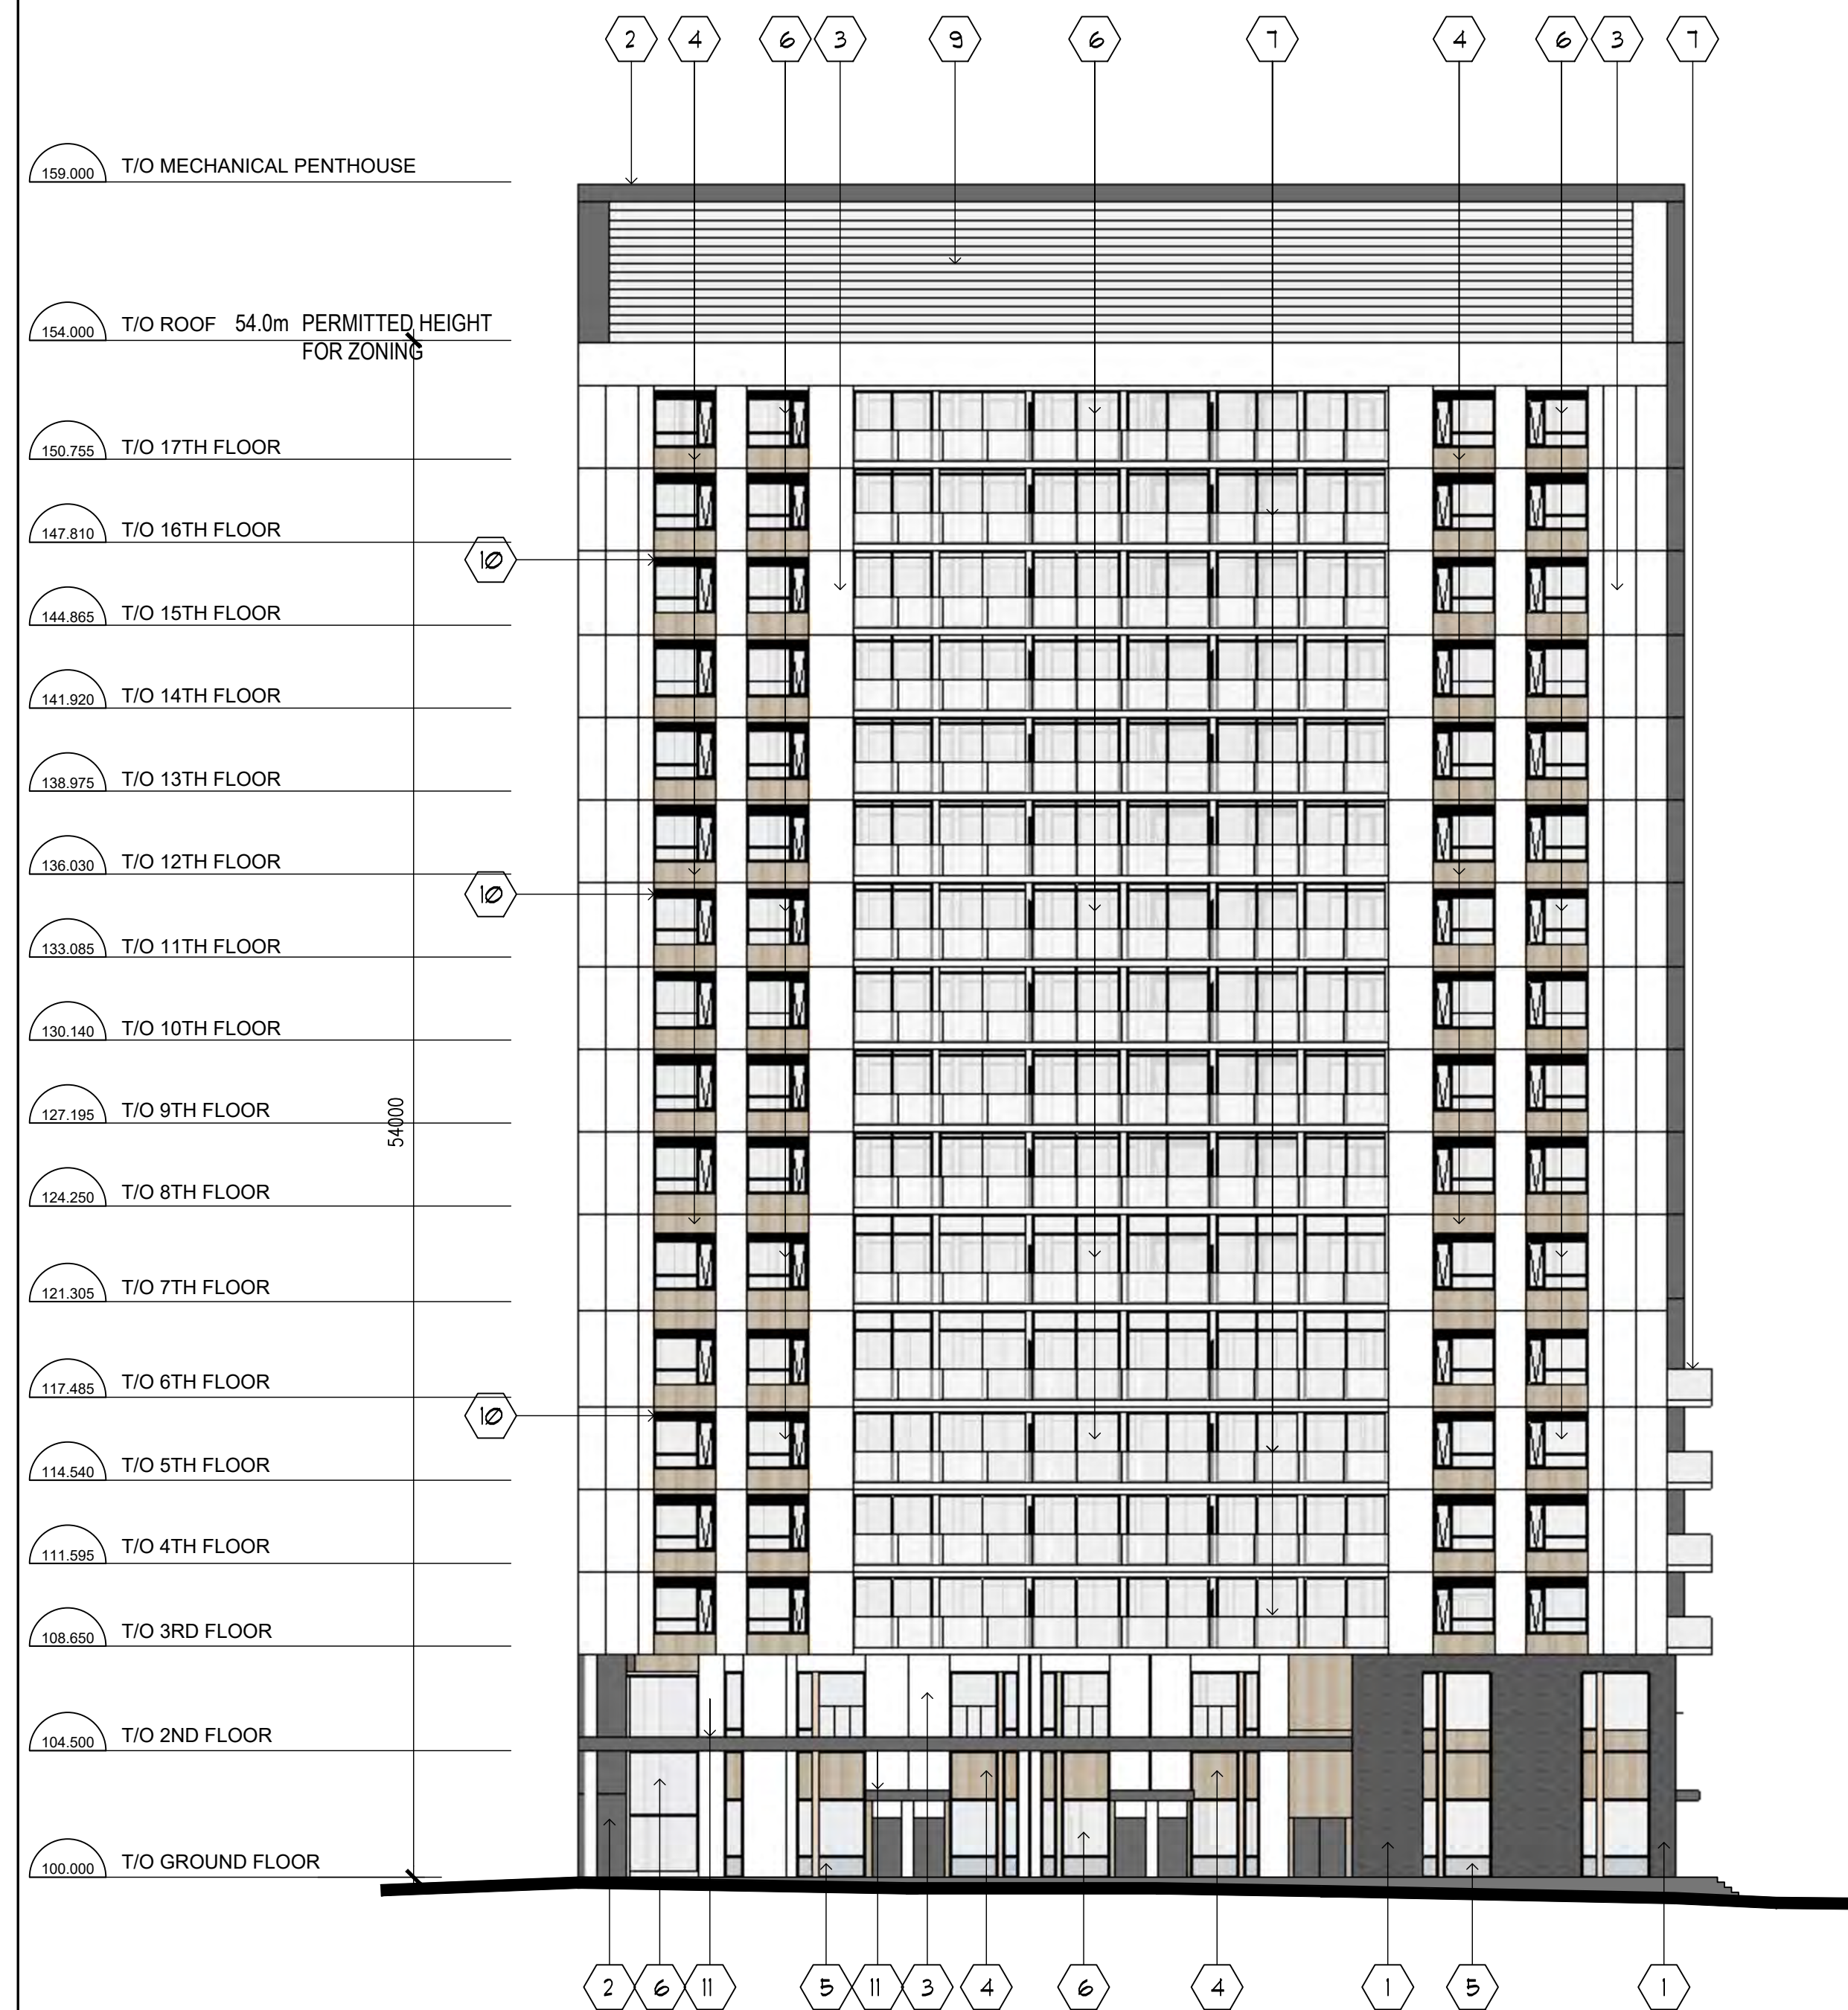 2 4 6 3 9 6 7 4 6 3 7
159.000 T/O MECHANICAL PENTHOUSE
154.000 T/O ROOF 54.0m PERMITTED HEIGHT
FOR ZONING
150.755 T/O 17TH FLOOR
147.810 T/O 16TH FLOOR
10
144.865 T/O 15TH FLOOR
141.920 T/O 14TH FLOOR
138.975 T/O 13TH FLOOR
136.030 T/O 12TH FLOOR
10
133.085 T/O 11TH FLOOR
130.140 T/O 10TH FLOOR
127.195 T/O 9TH FLOOR
54000
124.250 T/O 8TH FLOOR
121.305 T/O 7TH FLOOR
117.485 T/O 6TH FLOOR
10
114.540 T/O 5TH FLOOR
111.595 T/O 4TH FLOOR
108.650 T/O 3RD FLOOR
104.500 T/O 2ND FLOOR
100.000 T/O GROUND FLOOR
2 6 11 5 11 3 4 6 4 1 5 1